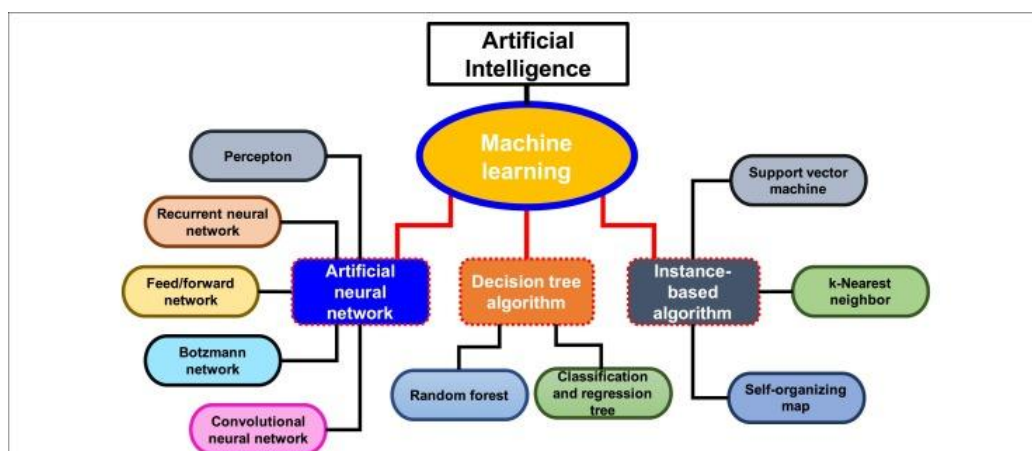 Artificial
Intelligence
Machine
learning
Percepton
Recurrent neural
network
Feed/forward
network
Botzmann
network
Convolutional
neural network
Artificial
neural
network
Decision tree
algorithm
Random forest
Classification
and regression
tree
Instance-
based
algorithm
Support vector
machine
k-Nearest
neighbor
Self-organizing
map